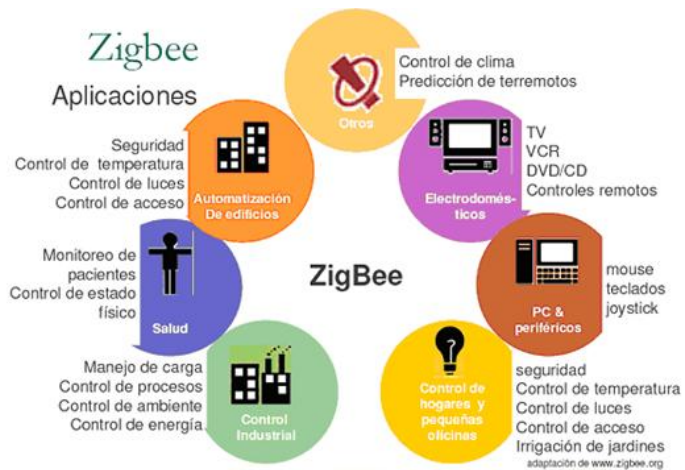 Zigbee
Aplicaciones
Otros
Control de clima
Predicción de terremotos
Electrodomés-
ticos
TV
VCR
DVD/CD
Controles remotos
PC &
periféricos
mouse
teclados
joystick
Control de
hogares y
pequeñas
oficinas
seguridad
Control de temperatura
Control de luces
Control de acceso
Irrigación de jardines
Control
Industrial
Manejo de carga
Control de procesos
Control de ambiente
Control de energía
Salud
Monitoreo de
pacientes
Control de estado
físico
Automatización
De edificios
Seguridad
Control de temperatura
Control de luces
Control de acceso
ZigBee
adaptación de www.zigbee.org